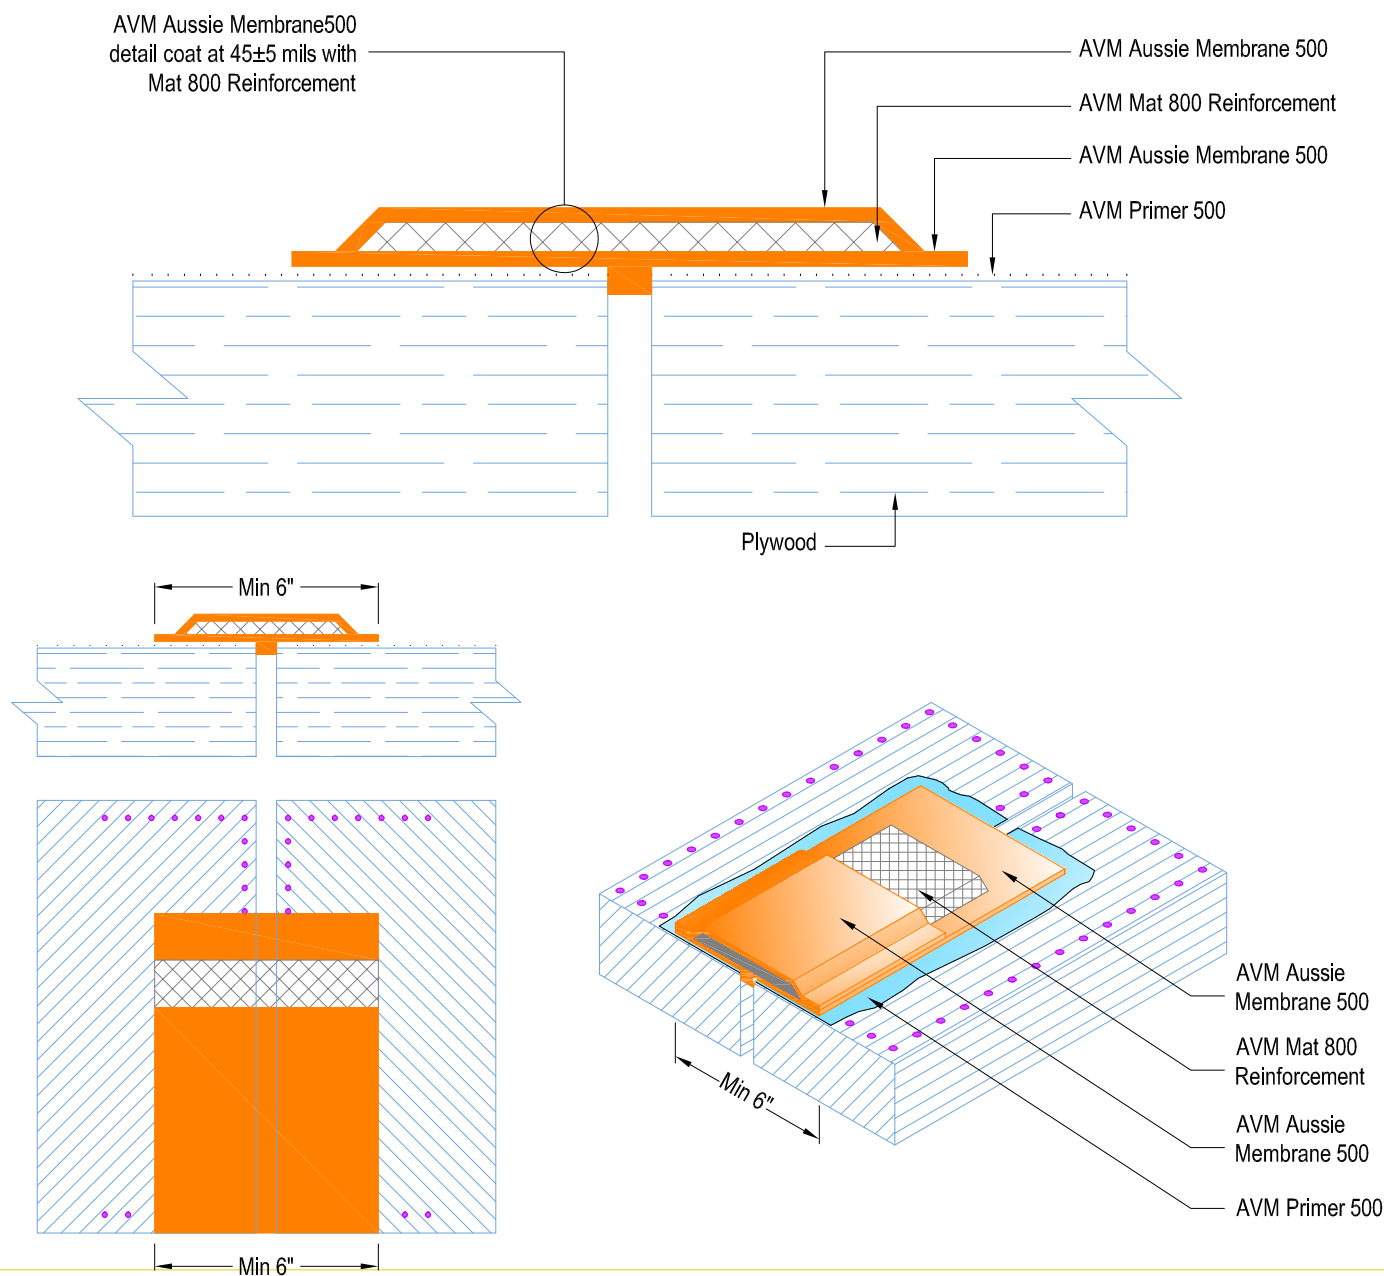 AVM Aussie Membrane500
detail coat at 45±5 mils with
Mat 800 Reinforcement
AVM Aussie Membrane 500
AVM Mat 800 Reinforcement
AVM Aussie Membrane 500
AVM Primer 500
Plywood
Min 6"
Min 6"
Min 6"
AVM Aussie
Membrane 500
AVM Mat 800
Reinforcement
AVM Aussie
Membrane 500
AVM Primer 500